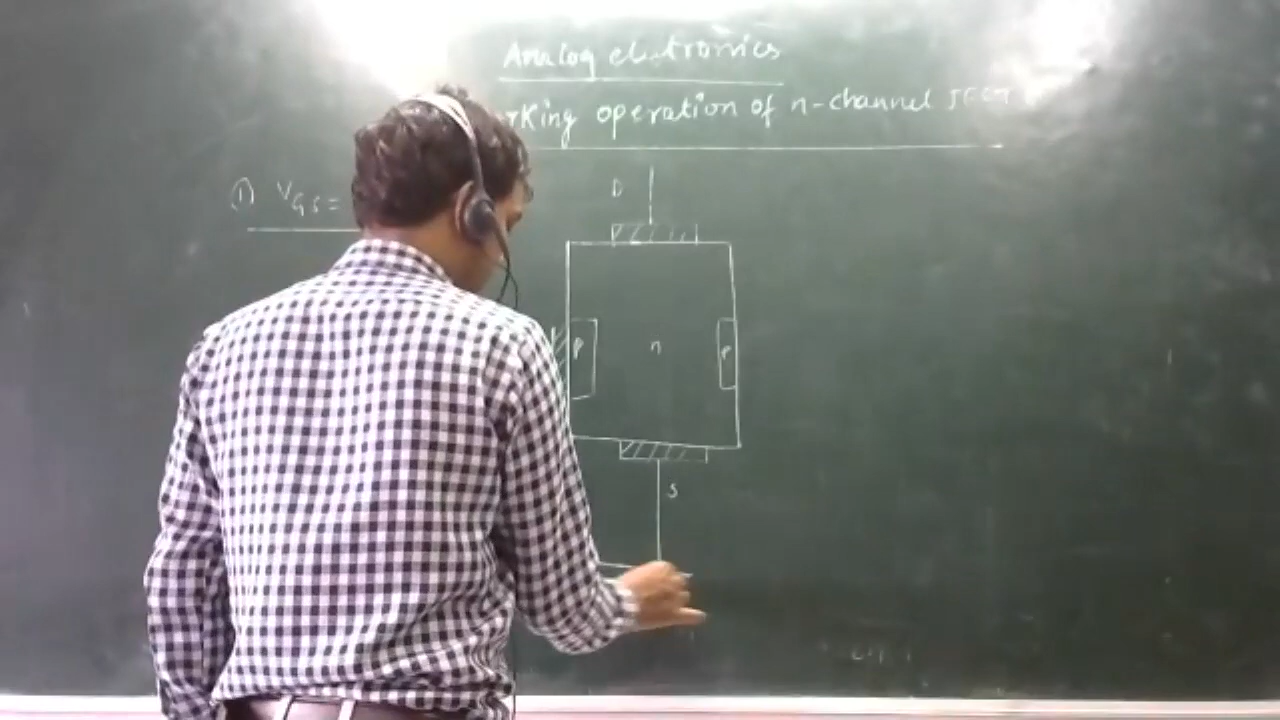 Analog electronics
rking operation of n-channel JFET
(1) VGS =
D
P n P
S